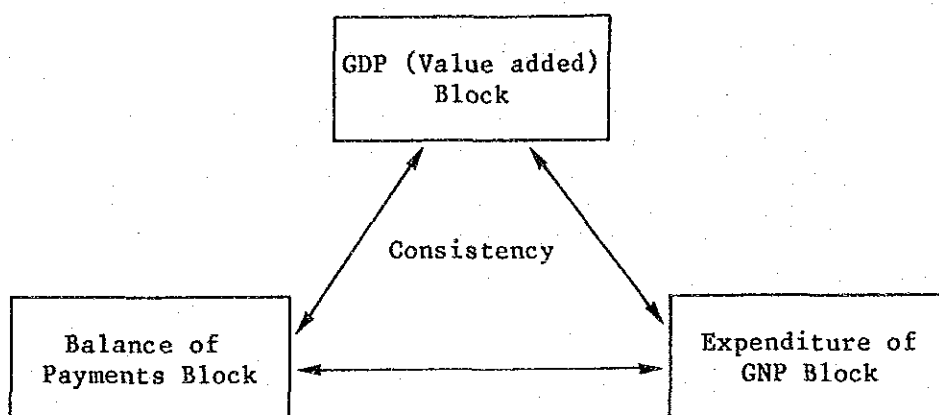 GDP (Value added)
Block
Consistency
Balance of
Payments Block
Expenditure of
GNP Block